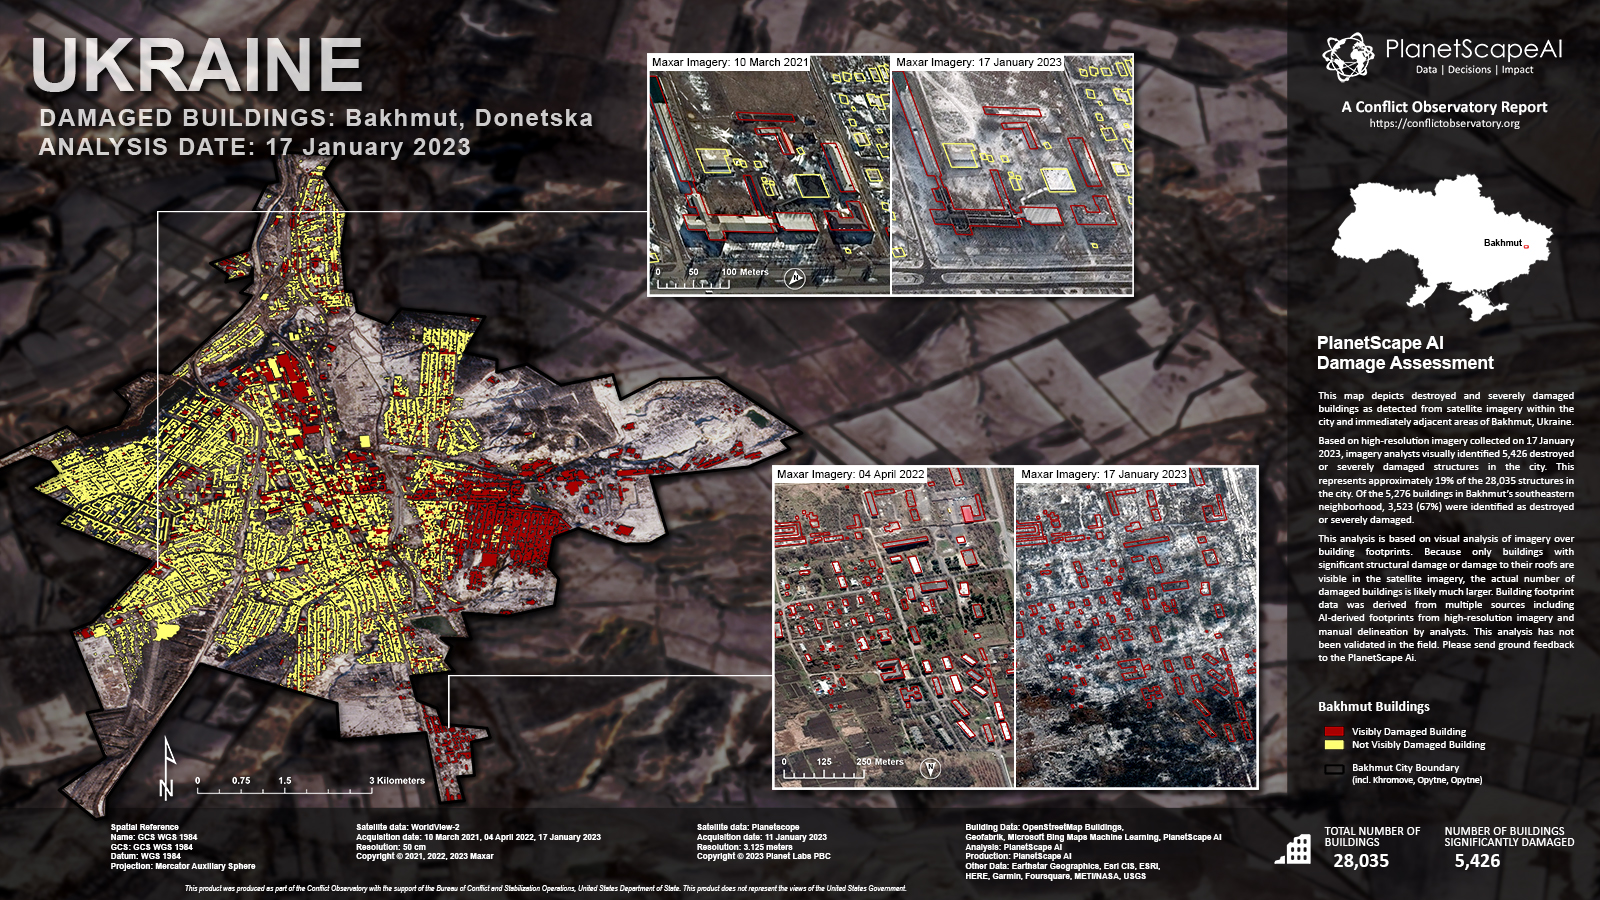 UKRAINE
DAMAGED BUILDINGS: Bakhmut, Donetska
ANALYSIS DATE: 17 January 2023
Maxar Imagery: 10 March 2021
Maxar Imagery: 17 January 2023
0 50 100 Meters
N
Maxar Imagery: 04 April 2022
Maxar Imagery: 17 January 2023
0 125 250 Meters
N
N
0 0.75 1.5 3 Kilometers
PlanetScapeAI
Data | Decisions | Impact
A Conflict Observatory Report
https://conflictobservatory.org
Bakhmut
PlanetScape AI
Damage Assessment
This map depicts destroyed and severely damaged
buildings as detected from satellite imagery within the
city and immediately adjacent areas of Bakhmut, Ukraine.
Based on high-resolution imagery collected on 17 January
2023, imagery analysts visually identified 5,426 destroyed
or severely damaged structures in the city. This
represents approximately 19% of the 28,035 structures in
the city. Of the 5,276 buildings in Bakhmut's southeastern
neighborhood, 3,523 (67%) were identified as destroyed
or severely damaged.
This analysis is based on visual analysis of imagery over
building footprints. Because only buildings with
significant structural damage or damage to their roofs are
visible in the satellite imagery, the actual number of
damaged buildings is likely much larger. Building footprint
data was derived from multiple sources including
AI-derived footprints from high-resolution imagery and
manual delineation by analysts. This analysis has not
been validated in the field. Please send ground feedback
to the PlanetScape Ai.
Bakhmut Buildings
Visibly Damaged Building
Not Visibly Damaged Building
Bakhmut City Boundary
(incl. Khromove, Opytne, Opytne)
Spatial Reference
Name: GCS WGS 1984
GCS: GCS WGS 1984
Datum: WGS 1984
Projection: Mercator Auxiliary Sphere
Satellite data: WorldView-2
Acquisition date: 10 March 2021, 04 April 2022, 17 January 2023
Resolution: 50 cm
Copyright © 2021, 2022, 2023 Maxar
Satellite data: Planetscope
Acquisition date: 11 January 2023
Resolution: 3.125 meters
Copyright © 2023 Planet Labs PBC
Building Data: OpenStreetMap Buildings,
Geofabrik, Microsoft Bing Maps Machine Learning, PlanetScape AI
Analysis: PlanetScape AI
Production: PlanetScape AI
Other Data: Earthstar Geographics, Esri CIS, ESRI,
HERE, Garmin, Foursquare, METI/NASA, USGS
TOTAL NUMBER OF
BUILDINGS
28,035
NUMBER OF BUILDINGS
SIGNIFICANTLY DAMAGED
5,426
This product was produced as part of the Conflict Observatory with the support of the Bureau of Conflict and Stabilization Operations, United States Department of State. This product does not represent the views of the United States Government.